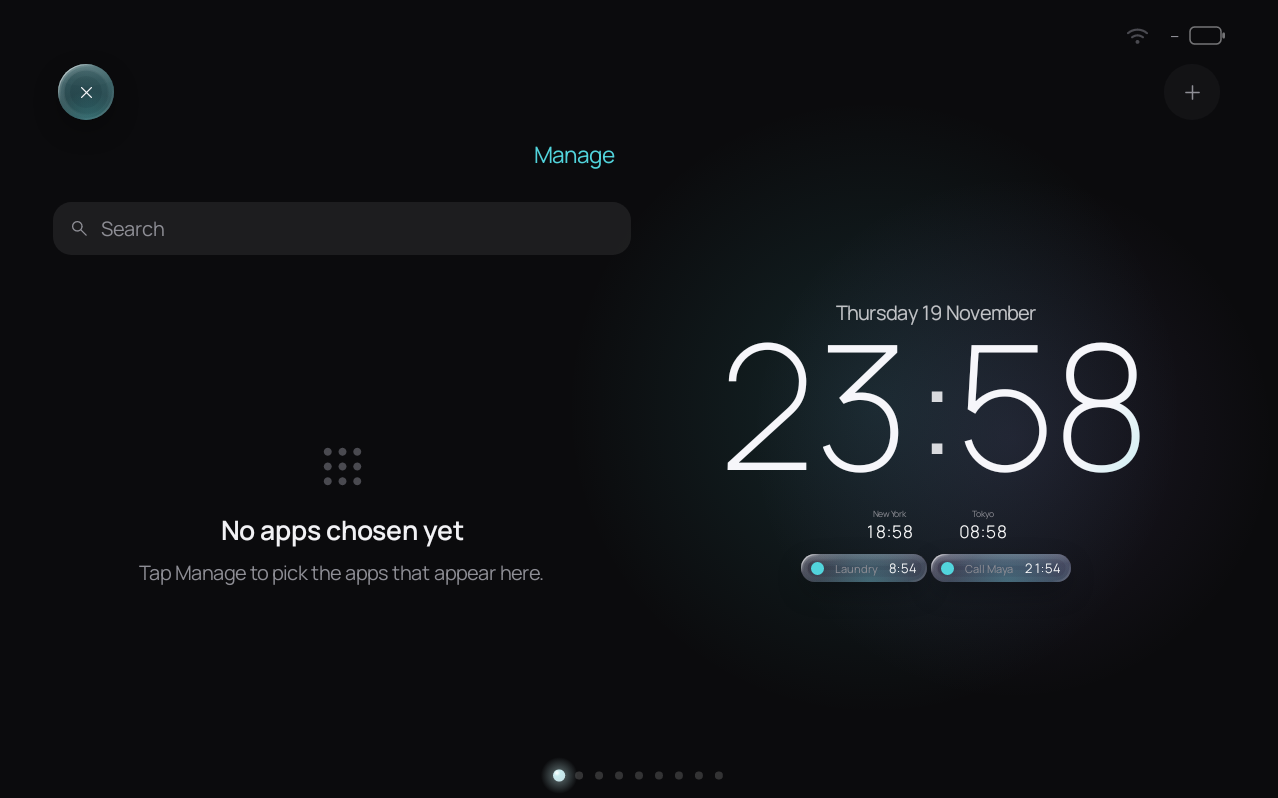 Manage
Search
Thursday 19 November
23:58
New York
Tokyo
18:58
08:58
No apps chosen yet
Tap Manage to pick the apps that appear here.
Laundry 8:54
Call Maya 21:54